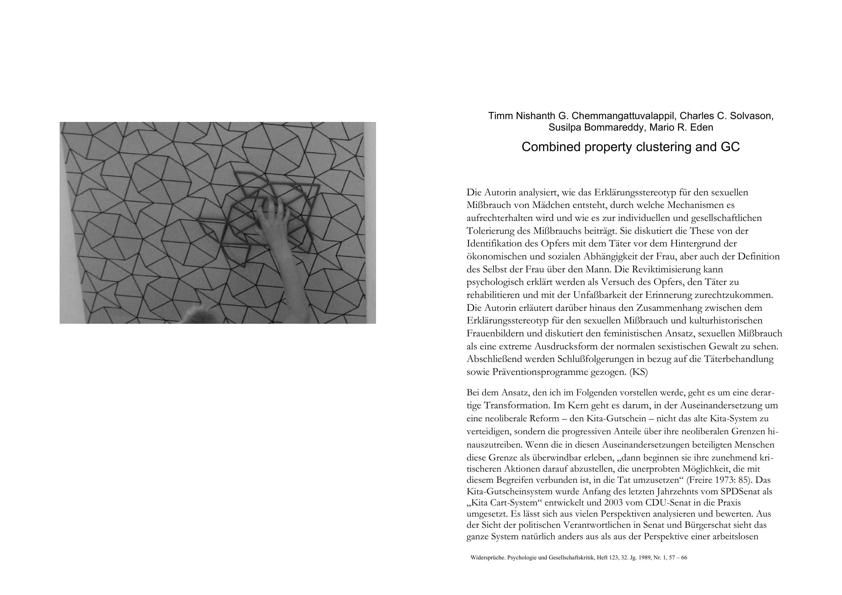 Timm Nishanth G. Chemmangattuvalappil, Charles C. Solvason,
Susilpa Bommareddy, Mario R. Eden
Combined property clustering and GC
Die Autorin analysiert, wie das Erklärungsstereotyp für den sexuellen
Mißbrauch von Mädchen entsteht, durch welche Mechanismen es
aufrechterhalten wird und wie es zur individuellen und gesellschaftlichen
Tolerierung des Mißbrauchs beiträgt. Sie diskutiert die These von der
Identifikation des Opfers mit dem Täter vor dem Hintergrund der
ökonomischen und sozialen Abhängigkeit der Frau, aber auch der Definition
des Selbst der Frau über den Mann. Die Reviktimisierung kann
psychologisch erklärt werden als Versuch des Opfers, den Täter zu
rehabilitieren und mit der Unfaßbarkeit der Erinnerung zurechtzukommen.
Die Autorin erläutert darüber hinaus den Zusammenhang zwischen dem
Erklärungsstereotyp für den sexuellen Mißbrauch und kulturhistorischen
Frauenbildern und diskutiert den feministischen Ansatz, sexuellen Mißbrauch
als eine extreme Ausdrucksform der normalen sexistischen Gewalt zu sehen.
Abschließend werden Schlußfolgerungen in bezug auf die Täterbehandlung
sowie Präventionsprogramme gezogen. (KS)
Bei dem Ansatz, den ich im Folgenden vorstellen werde, geht es um eine derar-
tige Transformation. Im Kern geht es darum, in der Auseinandersetzung um
eine neoliberale Reform – den Kita-Gutschein – nicht das alte Kita-System zu
verteidigen, sondern die progressiven Anteile über ihre neoliberalen Grenzen hi-
nauszutreiben. Wenn die in diesen Auseinandersetzungen beteiligten Menschen
diese Grenze als überwindbar erleben, „dann beginnen sie ihre zunehmend kri-
tischeren Aktionen darauf abzustellen, die unerprobten Möglichkeit, die mit
diesem Begreifen verbunden ist, in die Tat umzusetzen“ (Freire 1973: 85). Das
Kita-Gutscheinsystem wurde Anfang des letzten Jahrzehnts vom SPDSenat als
„Kita Cart-System“ entwickelt und 2003 vom CDU-Senat in die Praxis
umgesetzt. Es lässt sich aus vielen Perspektiven analysieren und bewerten. Aus
der Sicht der politischen Verantwortlichen in Senat und Bürgerschat sieht das
ganze System natürlich anders aus als aus der Perspektive einer arbeitslosen
Widersprüche. Psychologie und Gesellschaftskritik, Heft 123, 32. Jg. 1989, Nr. 1, 57 – 66